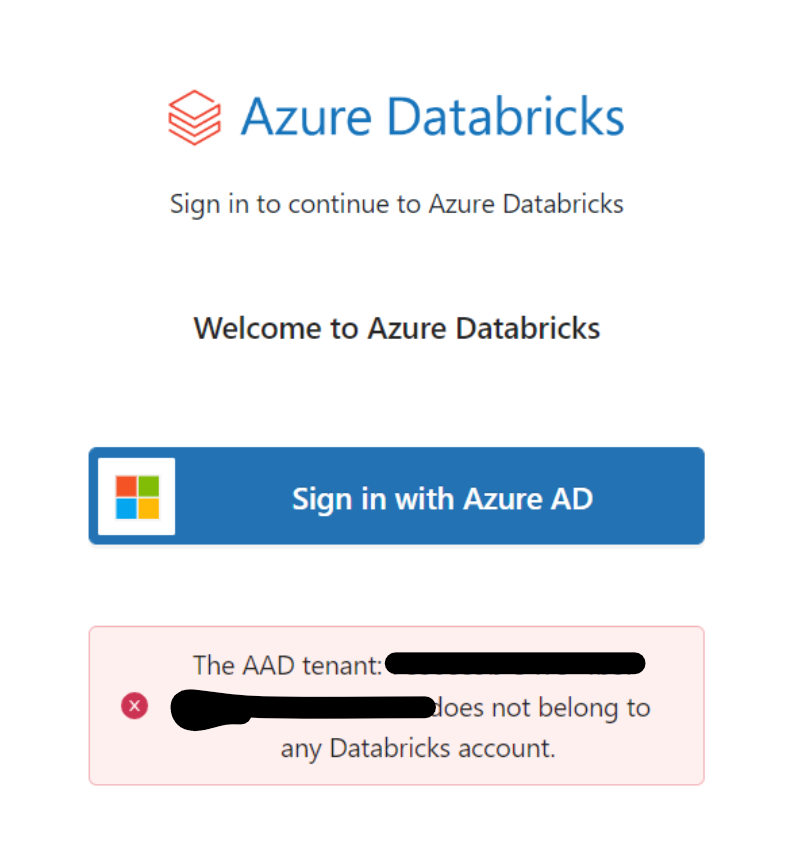 Azure Databricks
Sign in to continue to Azure Databricks
Welcome to Azure Databricks
Sign in with Azure AD
The AAD tenant:
does not belong to
any Databricks account.